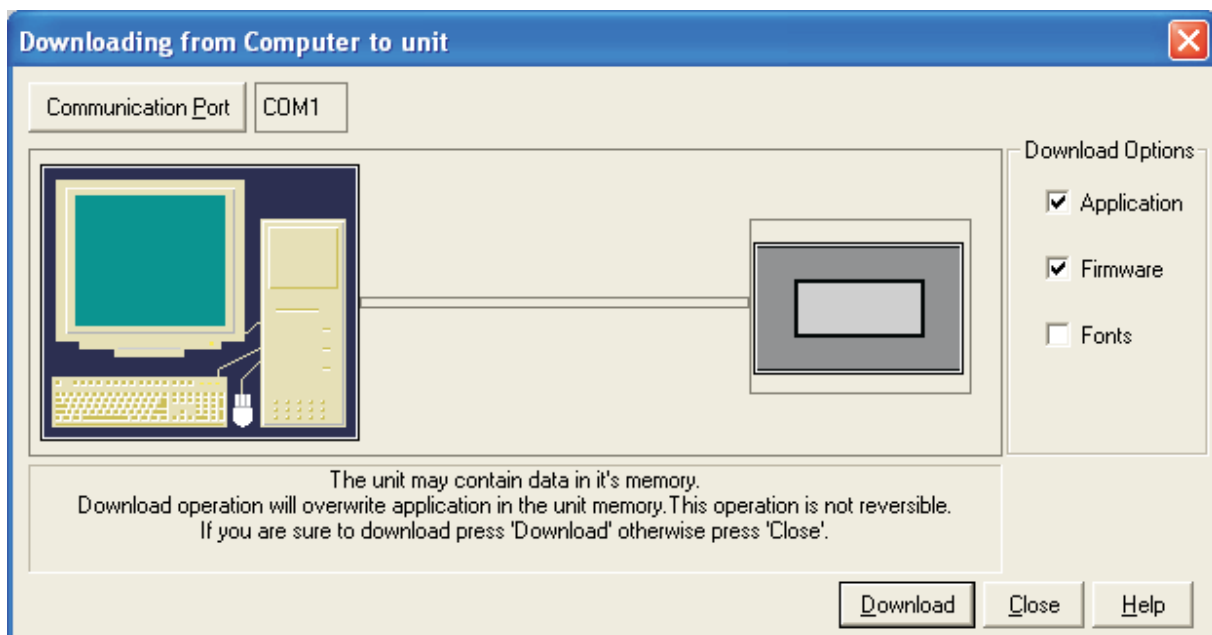 Downloading from Computer to unit
Communication Port
COM1
Download Options
Application
Firmware
Fonts
The unit may contain data in it's memory.
Download operation will overwrite application in the unit memory.This operation is not reversible.
If you are sure to download press 'Download' otherwise press 'Close'.
Download
Close
Help